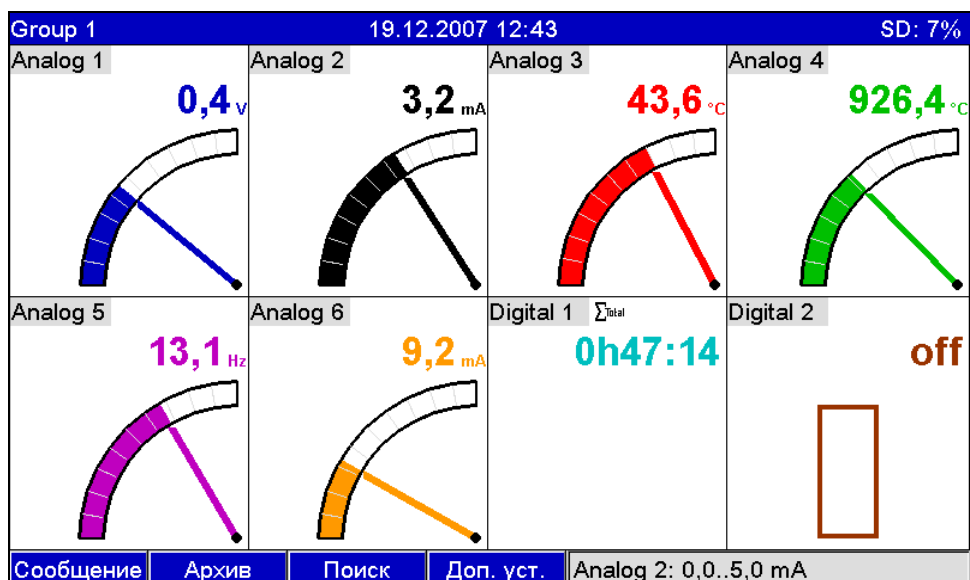 Group 1 19.12.2007 12:43 SD: 7%
Analog 1 Analog 2 Analog 3 Analog 4
0,4 V 3,2 mA 43,6 °C 926,4 °C
Analog 5 Analog 6 Digital 1 ∑Total Digital 2
13,1 Hz 9,2 mA 0h47:14 off
Сообщение Архив Поиск Доп. уст. Analog 2: 0,0..5,0 mA